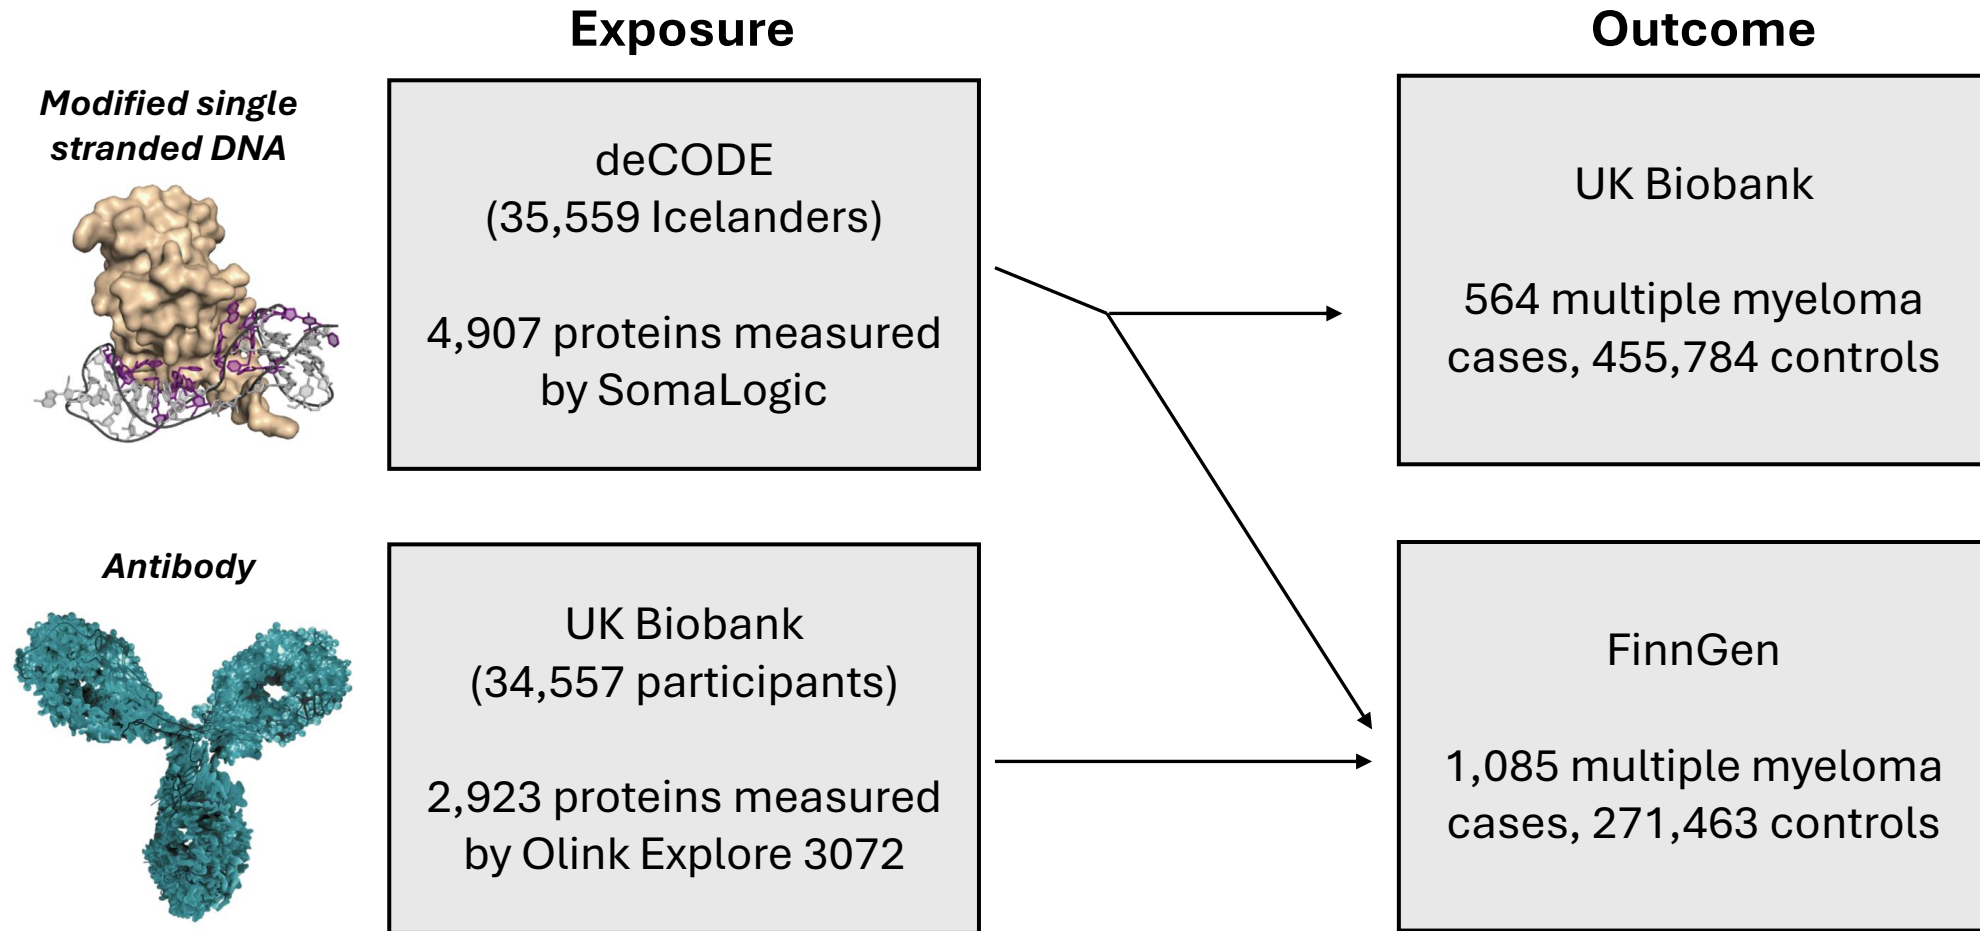 Exposure
Outcome
Modified single
stranded DNA
deCODE
(35,559 Icelanders)
4,907 proteins measured
by SomaLogic
UK Biobank
564 multiple myeloma
cases, 455,784 controls
Antibody
UK Biobank
(34,557 participants)
2,923 proteins measured
by Olink Explore 3072
FinnGen
1,085 multiple myeloma
cases, 271,463 controls